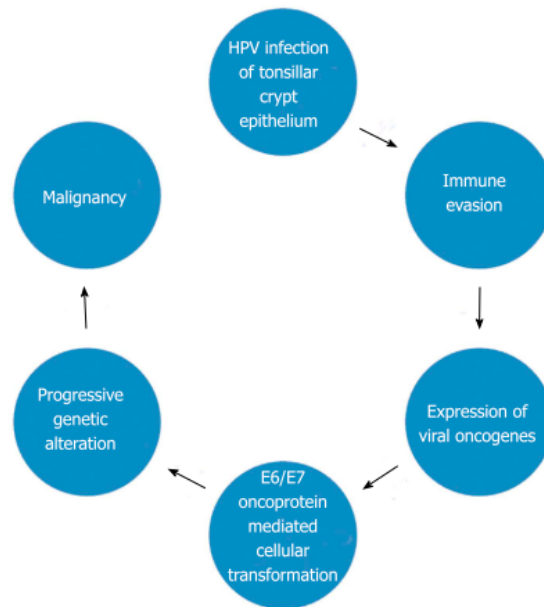 HPV infection
of tonsillar
crypt
epithelium
Immune
evasion
Expression of
viral oncogenes
E6/E7
oncoprotein
mediated
cellular
transformation
Progressive
genetic
alteration
Malignancy